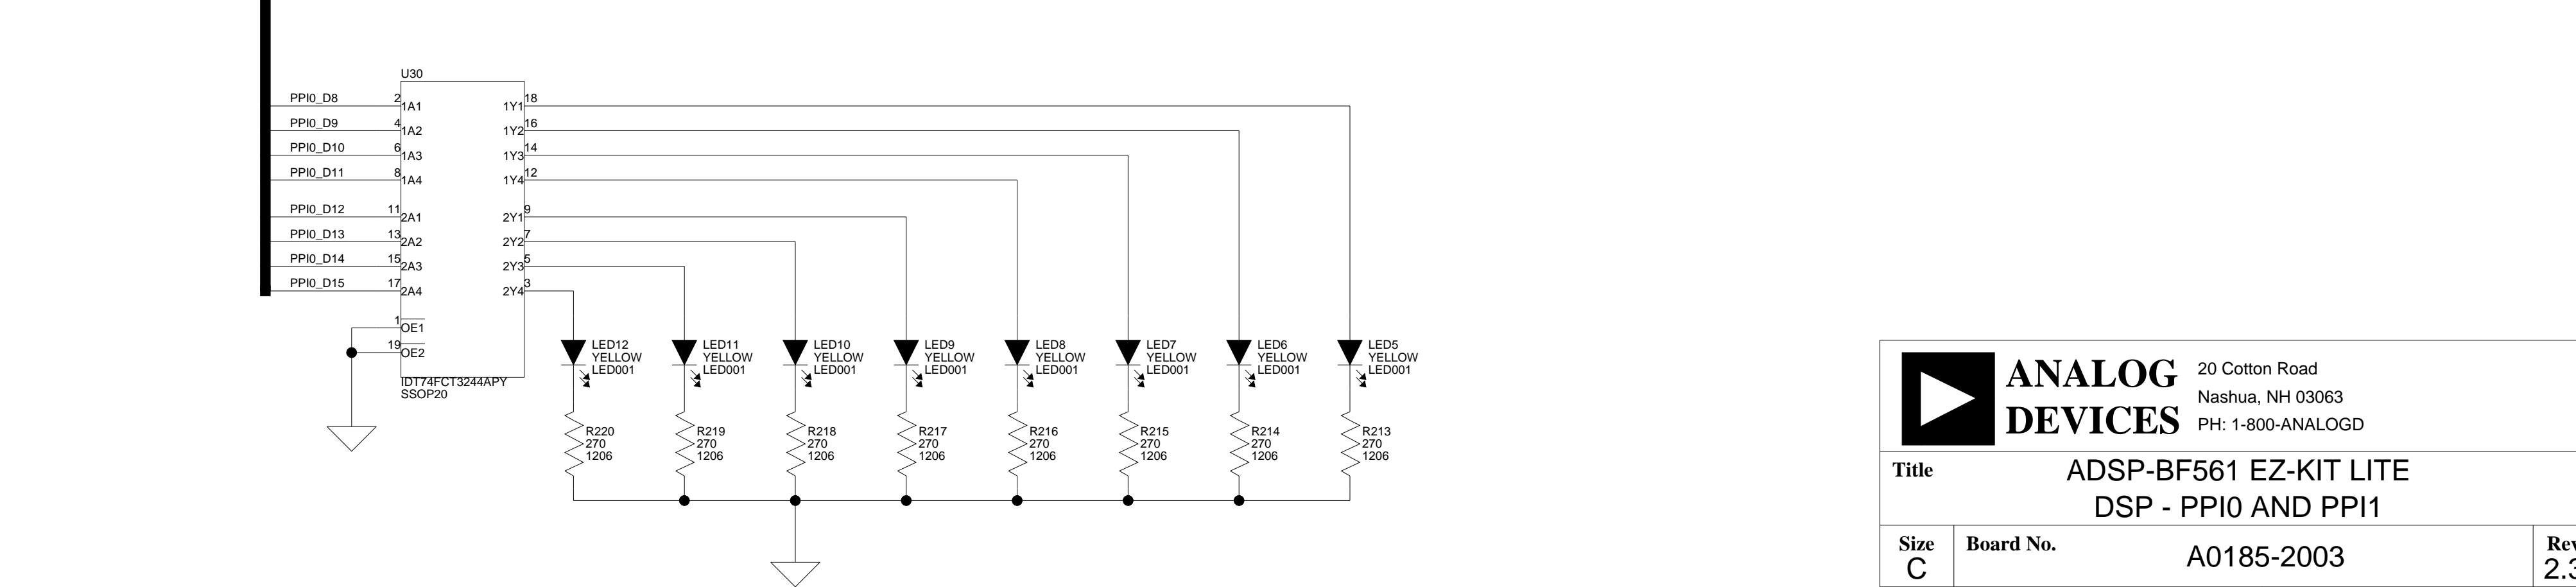 U30
PPI0_D8 2 1A1 1Y1 18
PPI0_D9 4 1A2 1Y2 16
PPI0_D10 6 1A3 1Y3 14
PPI0_D11 8 1A4 1Y4 12
PPI0_D12 11 2A1 2Y1 9
PPI0_D13 13 2A2 2Y2 7
PPI0_D14 15 2A3 2Y3 5
PPI0_D15 17 2A4 2Y4 3
1 OE1
19 OE2
IDT74FCT3244APY
SSOP20
LED12 LED11 LED10 LED9 LED8 LED7 LED6 LED5
YELLOW YELLOW YELLOW YELLOW YELLOW YELLOW YELLOW YELLOW
LED001 LED001 LED001 LED001 LED001 LED001 LED001 LED001
R220 R219 R218 R217 R216 R215 R214 R213
270 270 270 270 270 270 270 270
1206 1206 1206 1206 1206 1206 1206 1206
ANALOG
DEVICES
20 Cotton Road
Nashua, NH 03063
PH: 1-800-ANALOGD
Title
ADSP-BF561 EZ-KIT LITE
DSP - PPI0 AND PPI1
Size
C
Board No.
A0185-2003